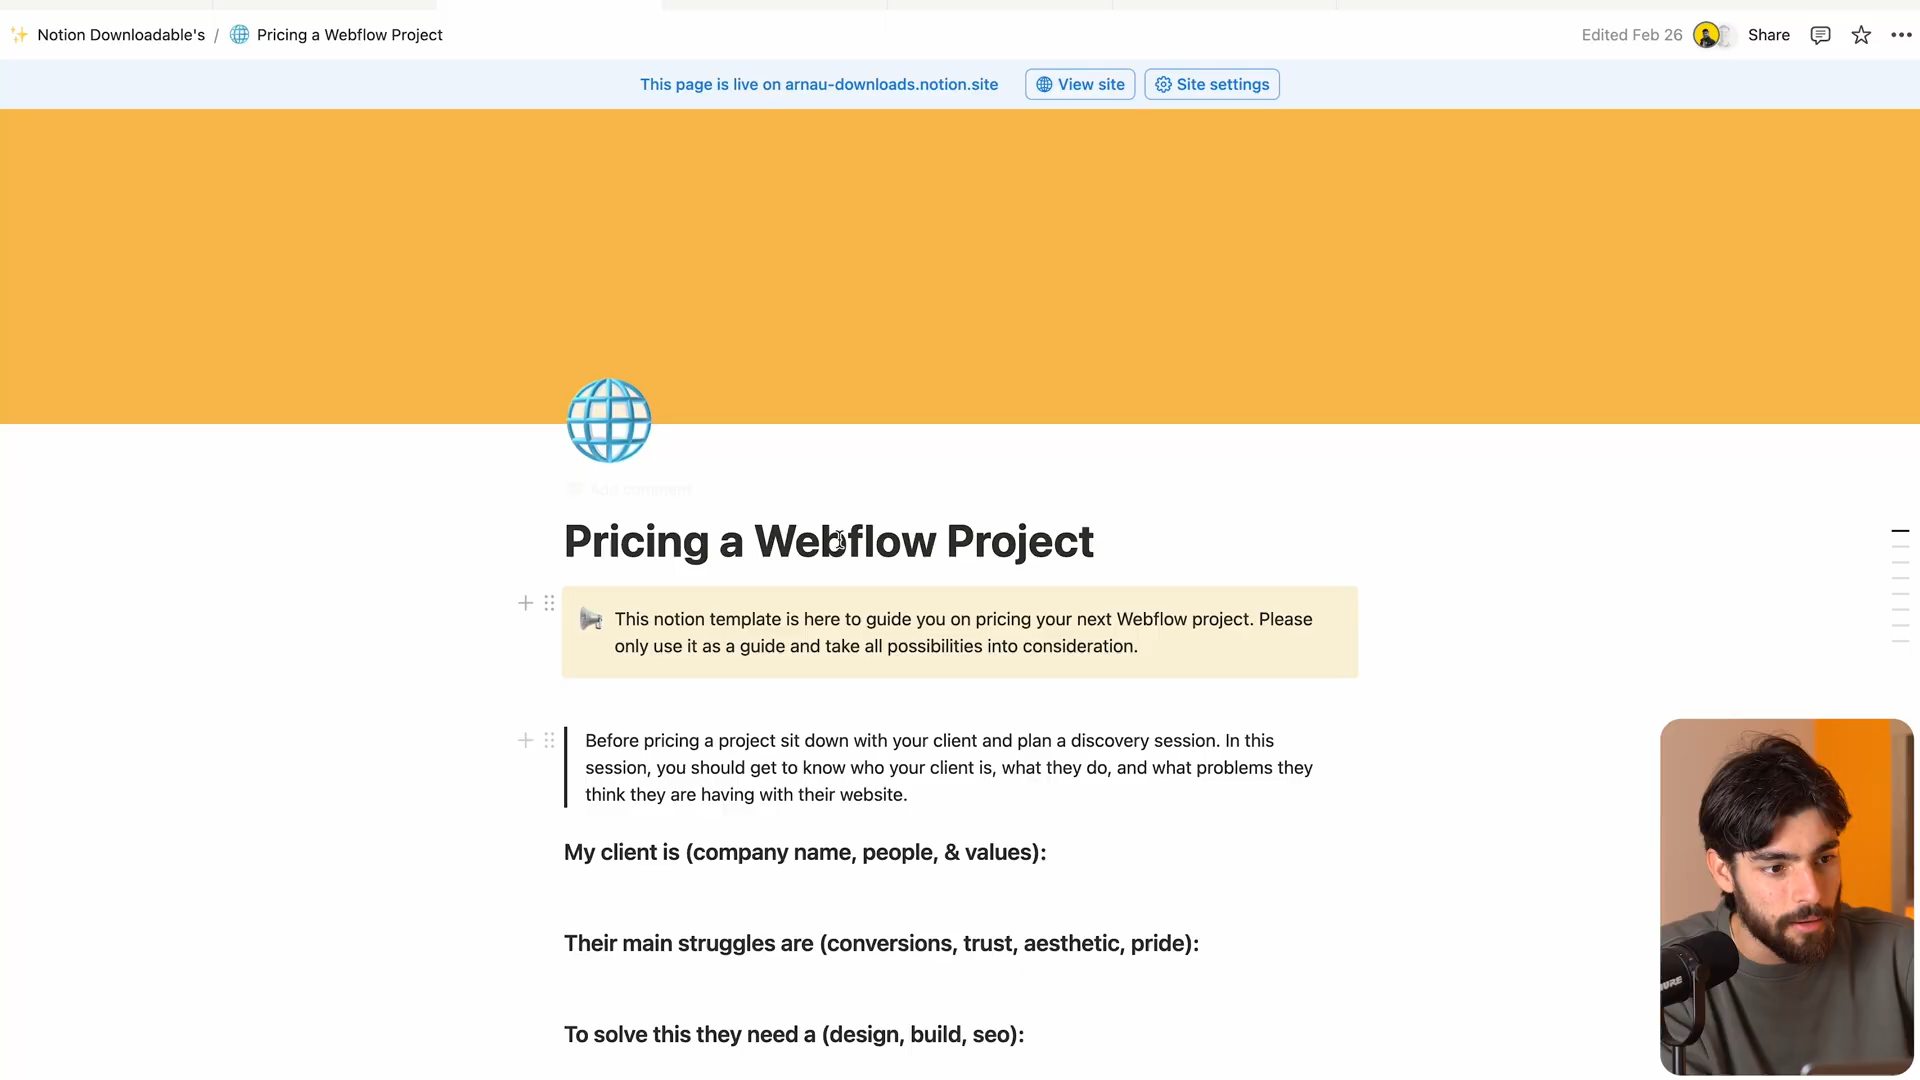 Notion Downloadable's / Pricing a Webflow Project
Edited Feb 26
Share
This page is live on arnau-downloads.notion.site
View site
Site settings
Add comment
Pricing a Webflow Project
This notion template is here to guide you on pricing your next Webflow project. Please
only use it as a guide and take all possibilities into consideration.
Before pricing a project sit down with your client and plan a discovery session. In this
session, you should get to know who your client is, what they do, and what problems they
think they are having with their website.
My client is (company name, people, & values):
Their main struggles are (conversions, trust, aesthetic, pride):
To solve this they need a (design, build, seo):